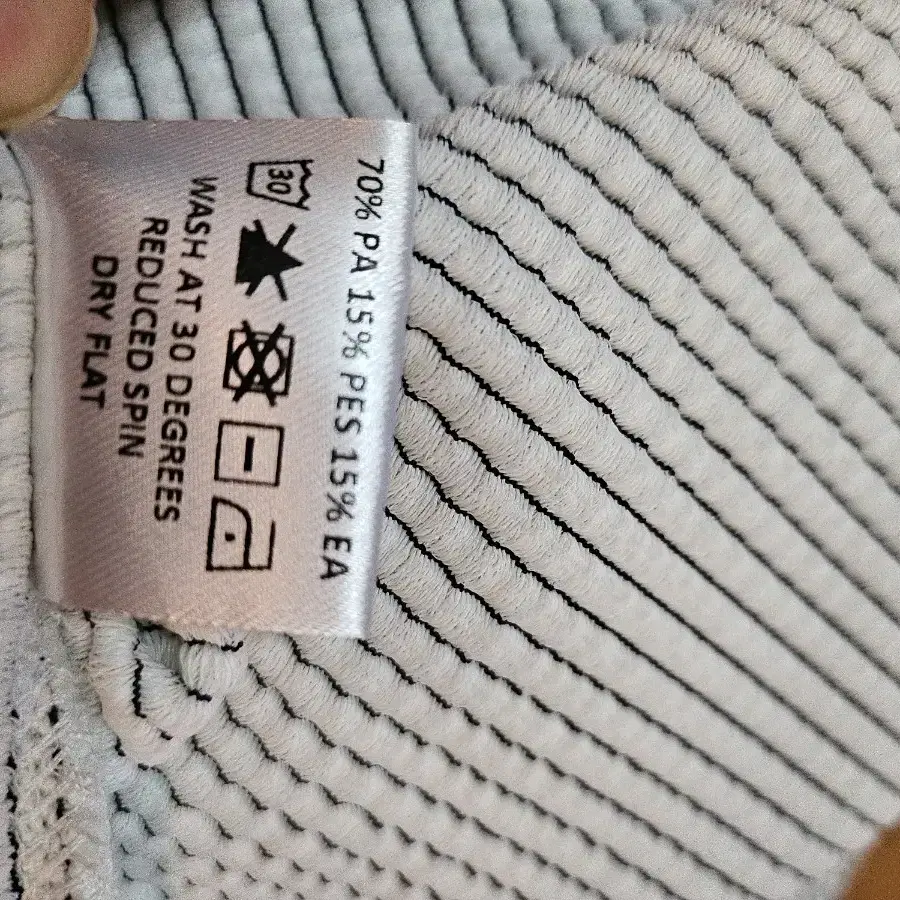 70% PA 15% PES 15% EA
30
WASH AT 30 DEGREES
REDUCED SPIN
DRY FLAT